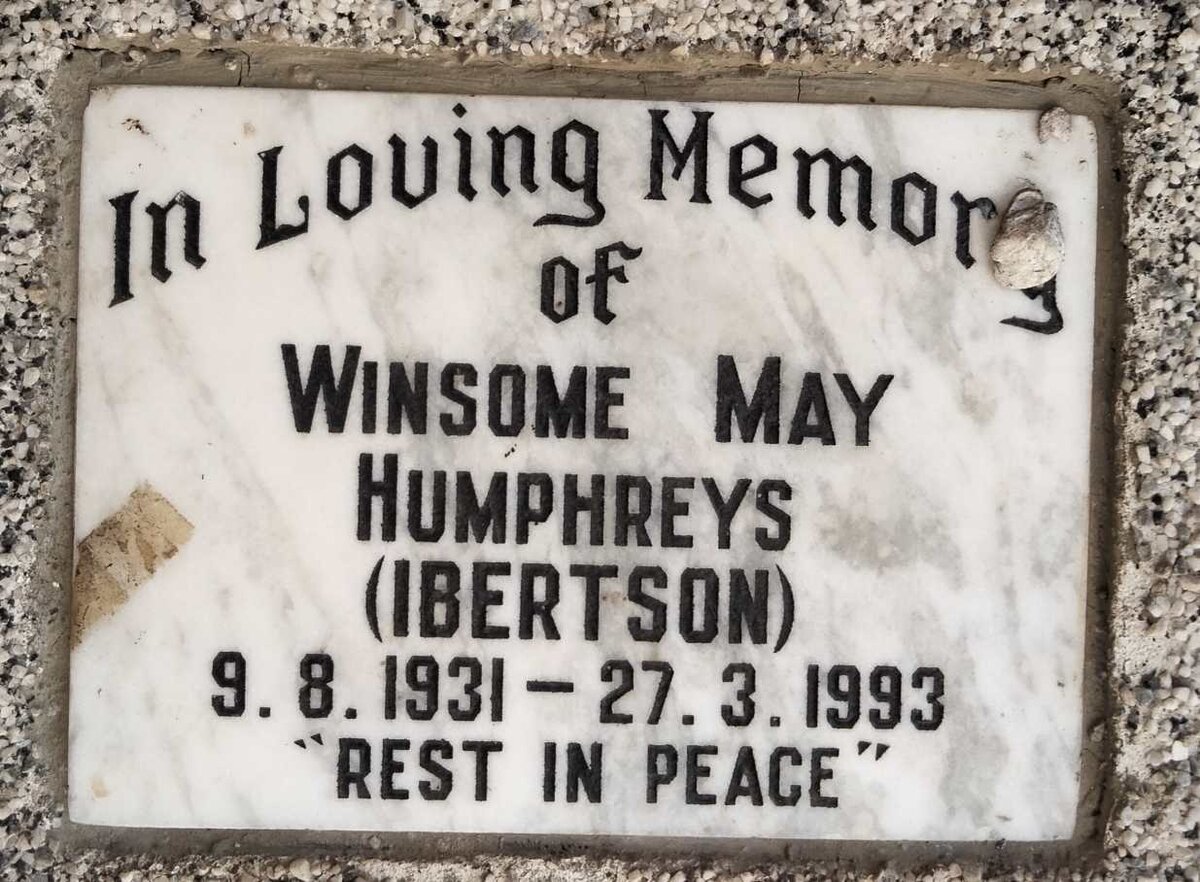 In Loving Memory
of
WINSOME MAY
HUMPHREYS
(IBERTSON)
9. 8. 1931 – 27. 3. 1993
"REST IN PEACE"